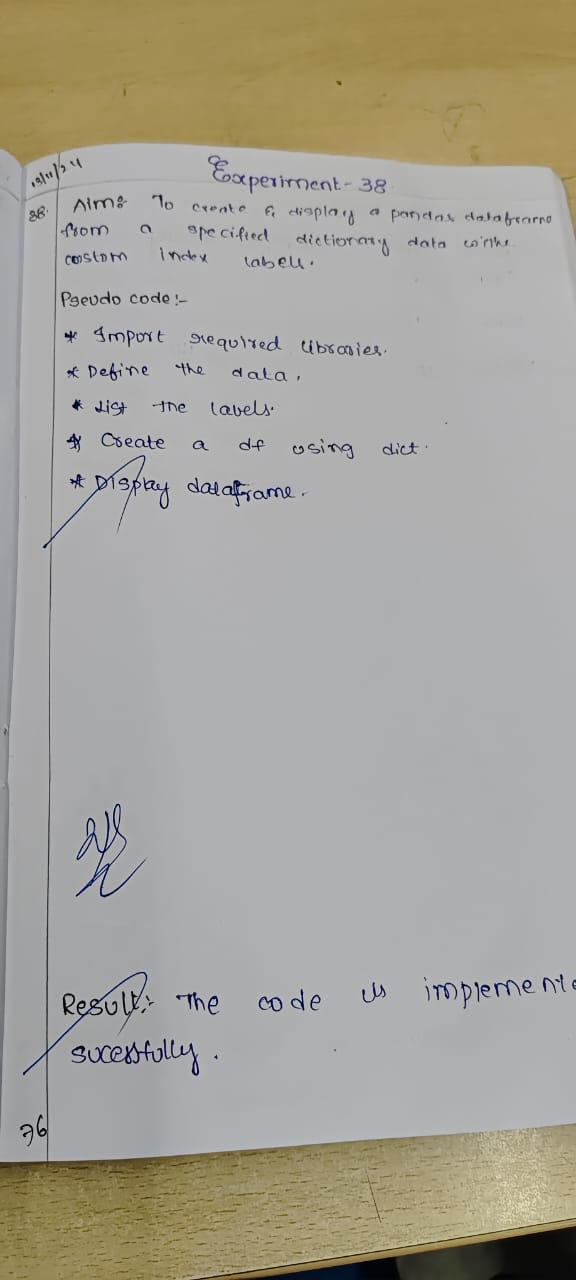 13/11/24
Experiment - 38
38. Aim: To create & display a pandas dataframe
from a specified dictionary data with
custom index labels.
Pseudo code:-
* Import required libraries.
* Define the data.
* List the labels.
* Create a df using dict.
* Display dataframe.
Result:- The code is implemente
sucessfully.
76